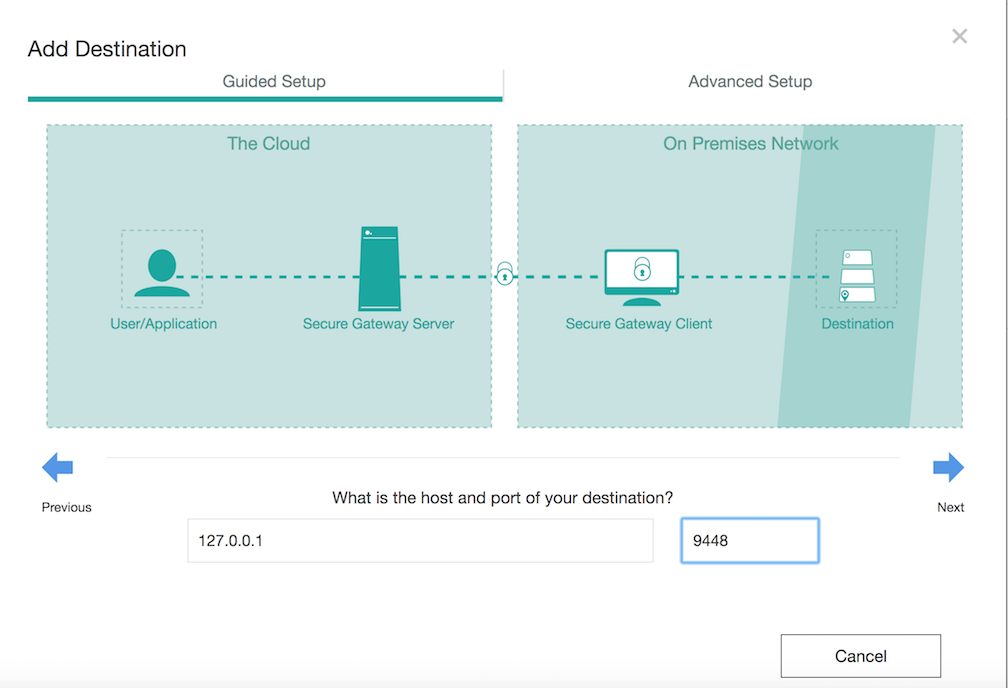 Add Destination
Guided Setup
Advanced Setup
The Cloud
On Premises Network
User/Application
Secure Gateway Server
Secure Gateway Client
Destination
Previous
Next
What is the host and port of your destination?
127.0.0.1
9448
Cancel